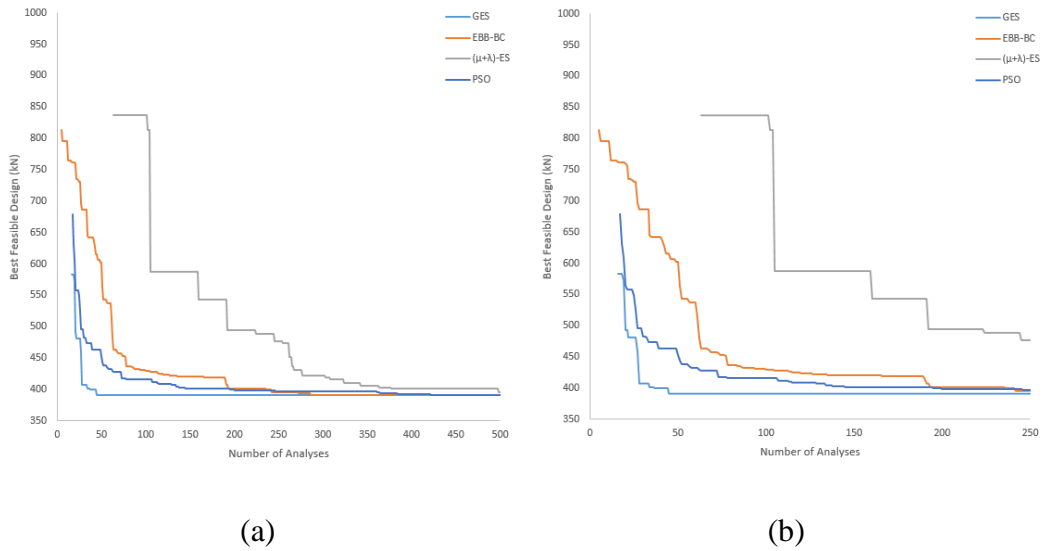 1000
950
900
850
800
750
700
650
600
550
500
450
400
350
Best Feasible Design (kN)
0 50 100 150 200 250 300 350 400 450 500
Number of Analyses
GES
EBB-BC
(μ+λ)-ES
PSO
(a)
1000
950
900
850
800
750
700
650
600
550
500
450
400
350
Best Feasible Design (kN)
0 50 100 150 200 250
Number of Analyses
GES
EBB-BC
(μ+λ)-ES
PSO
(b)